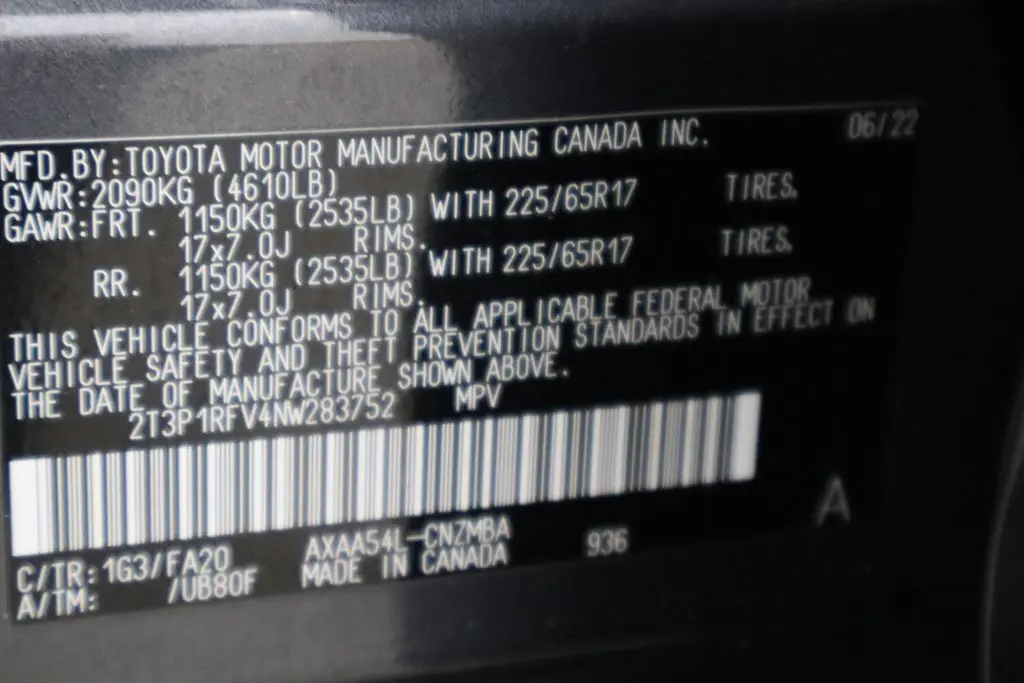 06/22
MFD.BY:TOYOTA MOTOR MANUFACTURING CANADA INC.
GVWR:2090KG (4610LB)
GAWR:FRT. 1150KG (2535LB) WITH 225/65R17 TIRES.
17x7.0J RIMS.
RR. 1150KG (2535LB) WITH 225/65R17 TIRES.
17x7.0J RIMS.
THIS VEHICLE CONFORMS TO ALL APPLICABLE FEDERAL MOTOR
VEHICLE SAFETY AND THEFT PREVENTION STANDARDS IN EFFECT ON
THE DATE OF MANUFACTURE SHOWN ABOVE.
2T3P1RFV4NW283752 MPV
A
C/TR:1G3/FA20 AXAA54L-CNZMBA 936
A/TM: /UB80F MADE IN CANADA